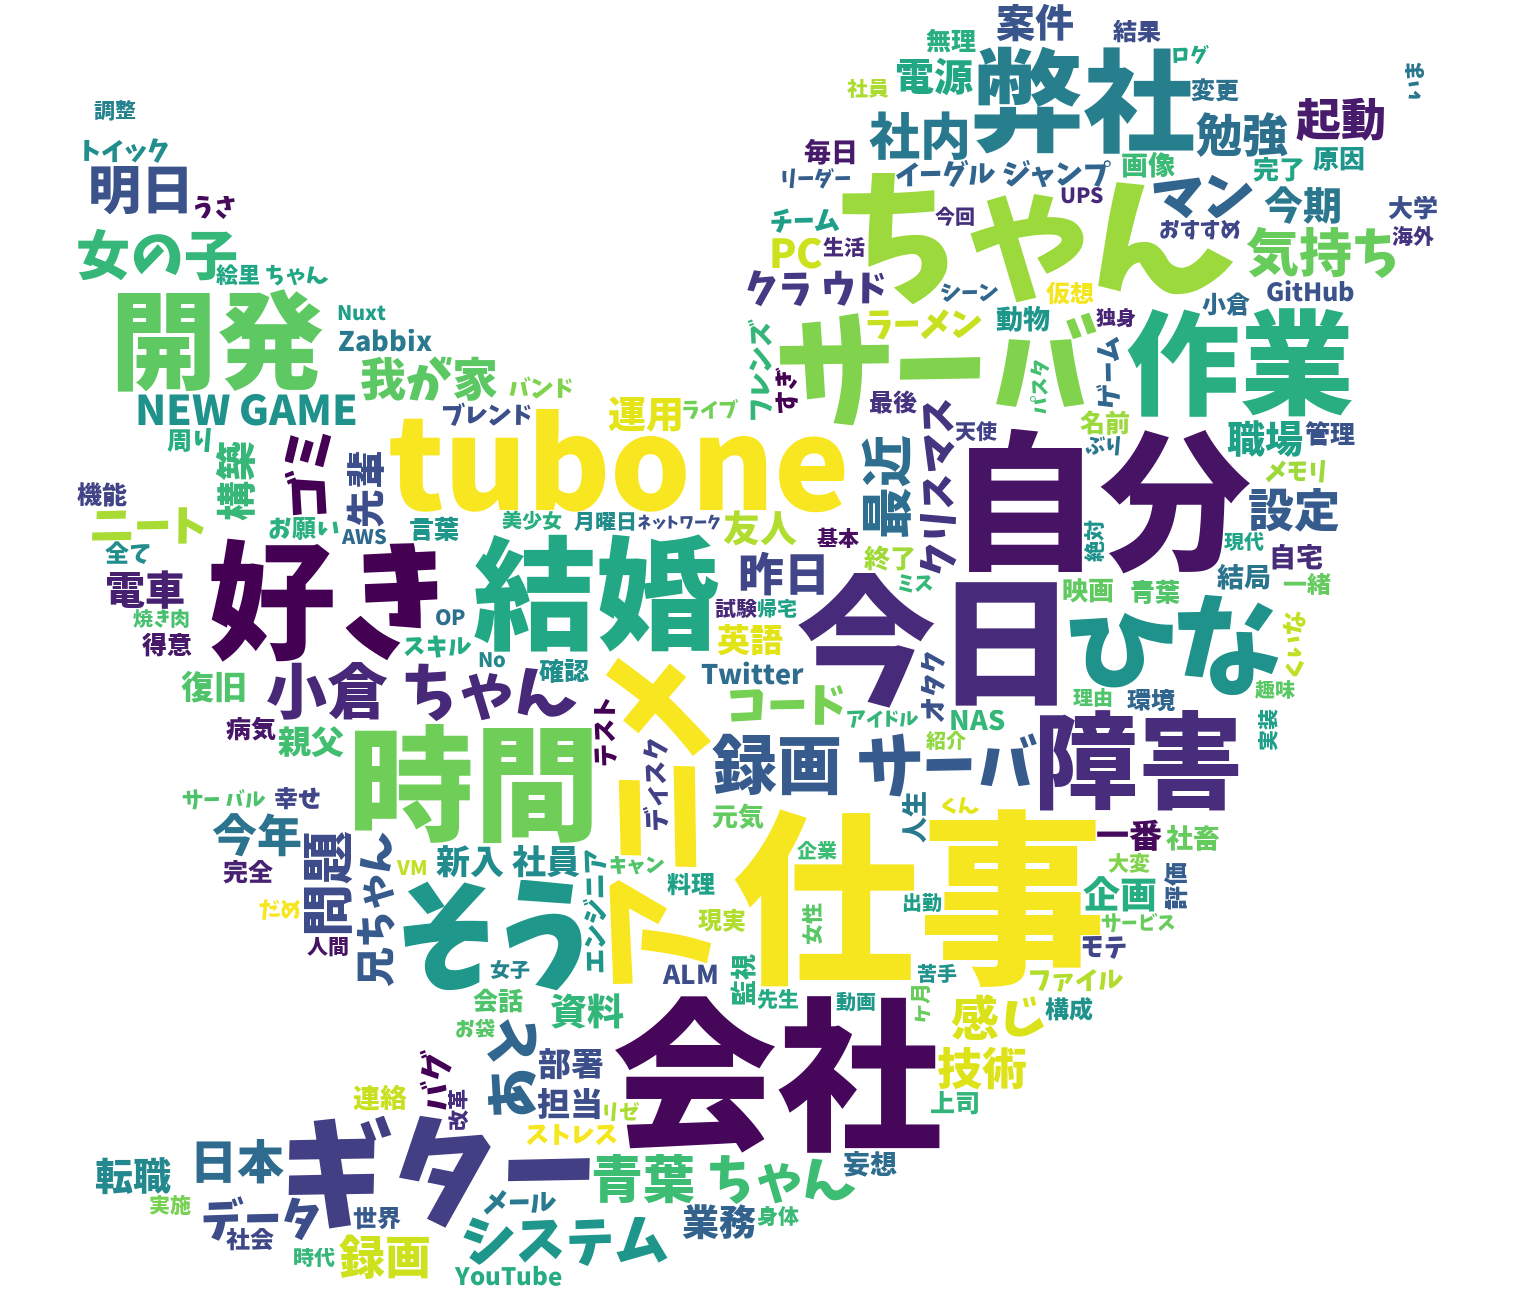 案件
結果
無理
ログ
弊社
電源
社員
変更
まい
調整
起動
社内
勉強
トイック
毎日
原因
明日
うさ
リーダー
イーグル ジャンプ
画像
完了
マン
ちゃん
UPS
今期
大学
チーム
今回
おすすめ
海外
女の子
PC
生活
気持ち
絵里 ちゃん
クラウド
シーン
仮想
小倉
GitHub
開発
Nuxt
ラーメン
動物
独身
Zabbix
サーバ
作業
フレンズ
我が家
バンド
すぎ
ゲーム
パスタ
NEW GAME
ブレンド
運用
ライブ
最後
名前
周り
ゴミ
tubone
最近
クリスマス
天使
ぶり
職場
管理
構築
先輩
自分
メモリ
機能
設定
ニート
お願い
AWS
言葉
美少女
月曜日
ネットワーク
友人
基本
絶対
現代
全て
好き
結婚
昨日
終了
自宅
電車
ミス
今日
映画
青葉
結局
一緒
焼き肉
OP
試験
帰宅
ひな
くいな
得意
スキル
英語
No
確認
Twitter
オタク
復旧
小倉 ちゃん
メ二ト
コード
理由
環境
趣味
病気
親父
時間
テスト
アイドル
NAS
実装
ディスク
録画 サーバ
紹介
障害
サーバル
幸せ
元気
人生
くん
今年
仕事
一番
社畜
問題
兄ちゃん
新入 社員
エンジニア
キャン
企業
大変
完全
VM
料理
企画
評価
そう
出勤
だめ
現実
女性
サービス
人間
モテ
女子
ALM
監視
苦手
ファイル
会話
先生
動画
ヶ月
感じ
構成
お袋
資料
会社
とぬ
部署
技術
バグ
連絡
改革
担当
リゼ
上司
ストレス
日本
ギター
青葉 ちゃん
妄想
転職
実施
データ
メール
世界
業務
身体
社会
システム
時代
録画
YouTube